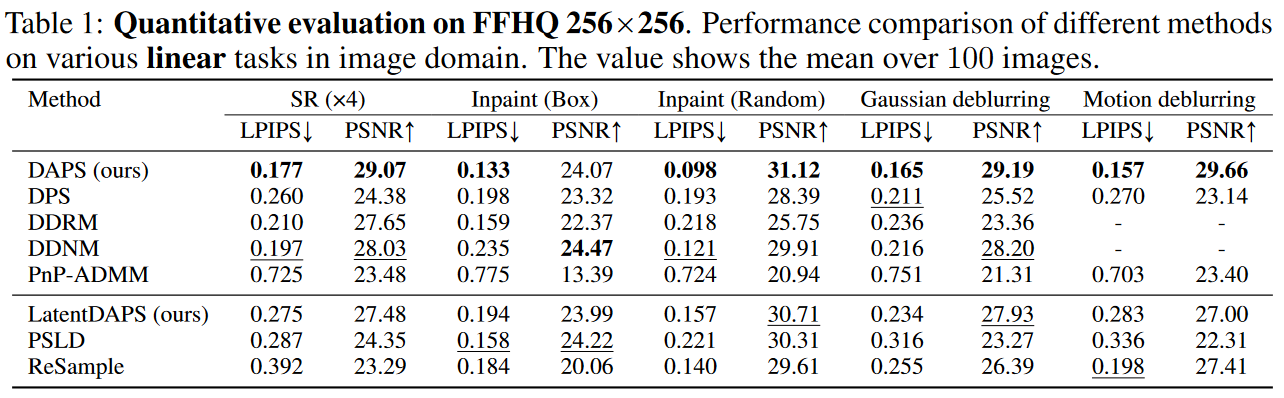 Table 1: Quantitative evaluation on FFHQ 256×256. Performance comparison of different methods
on various linear tasks in image domain. The value shows the mean over 100 images.
Method SR (×4) Inpaint (Box) Inpaint (Random) Gaussian deblurring Motion deblurring
LPIPS↓ PSNR↑ LPIPS↓ PSNR↑ LPIPS↓ PSNR↑ LPIPS↓ PSNR↑ LPIPS↓ PSNR↑
DAPS (ours) 0.177 29.07 0.133 24.07 0.098 31.12 0.165 29.19 0.157 29.66
DPS 0.260 24.38 0.198 23.32 0.193 28.39 0.211 25.52 0.270 23.14
DDRM 0.210 27.65 0.159 22.37 0.218 25.75 0.236 23.36 - -
DDNM 0.197 28.03 0.235 24.47 0.121 29.91 0.216 28.20 - -
PnP-ADMM 0.725 23.48 0.775 13.39 0.724 20.94 0.751 21.31 0.703 23.40
LatentDAPS (ours) 0.275 27.48 0.194 23.99 0.157 30.71 0.234 27.93 0.283 27.00
PSLD 0.287 24.35 0.158 24.22 0.221 30.31 0.316 23.27 0.336 22.31
ReSample 0.392 23.29 0.184 20.06 0.140 29.61 0.255 26.39 0.198 27.41